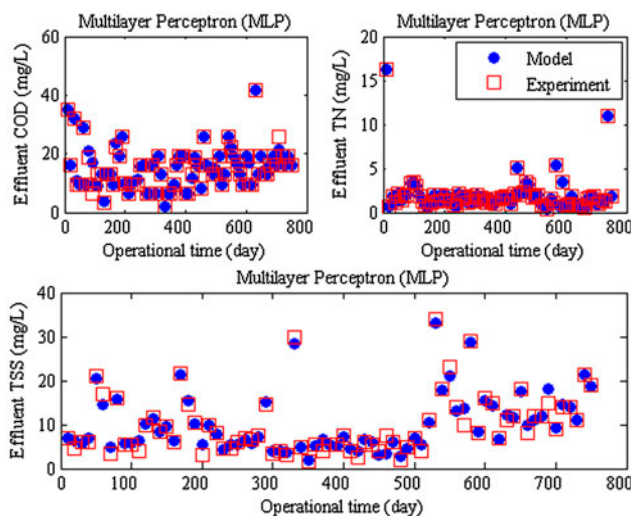 Multilayer Perceptron (MLP)
Effluent COD (mg/L)
60
40
20
0
0 200 400 600 800
Operational time (day)
Multilayer Perceptron (MLP)
Effluent TN (mg/L)
20
15
10
5
0
0 200 400 600 800
Operational time (day)
Model
Experiment
Multilayer Perceptron (MLP)
Effluent TSS (mg/L)
40
30
20
10
0
0 100 200 300 400 500 600 700 800
Operational time (day)